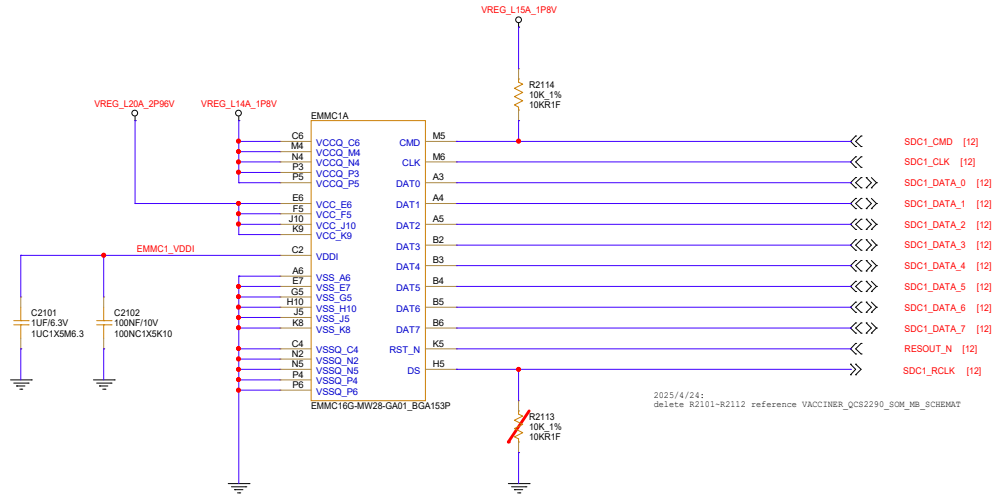 VREG_L15A_1P8V
R2114
10K_1%
10KR1F
VREG_L20A_2P96V
VREG_L14A_1P8V
EMMC1A
C6 VCCQ_C6
M4 VCCQ_M4
N4 VCCQ_N4
P3 VCCQ_P3
P5 VCCQ_P5
E6 VCC_E6
F5 VCC_F5
J10 VCC_J10
K9 VCC_K9
EMMC1_VDDI
C2 VDDI
A6 VSS_A6
E7 VSS_E7
G5 VSS_G5
H10 VSS_H10
J5 VSS_J5
K8 VSS_K8
C4 VSSQ_C4
N2 VSSQ_N2
N5 VSSQ_N5
P4 VSSQ_P4
P6 VSSQ_P6
CMD M5 SDC1_CMD [12]
CLK M6 SDC1_CLK [12]
DAT0 A3 SDC1_DATA_0 [12]
DAT1 A4 SDC1_DATA_1 [12]
DAT2 A5 SDC1_DATA_2 [12]
DAT3 B2 SDC1_DATA_3 [12]
DAT4 B3 SDC1_DATA_4 [12]
DAT5 B4 SDC1_DATA_5 [12]
DAT6 B5 SDC1_DATA_6 [12]
DAT7 B6 SDC1_DATA_7 [12]
RST_N K5 RESOUT_N [12]
DS H5 SDC1_RCLK [12]
C2101
1UF/6.3V
1UC1X5M6.3
C2102
100NF/10V
100NC1X5K10
EMMC16G-MW28-GA01_BGA153P
R2113
10K_1%
10KR1F
2025/4/24:
delete R2101~R2112 reference VACCINER_QCS2290_SOM_MB_SCHEMAT